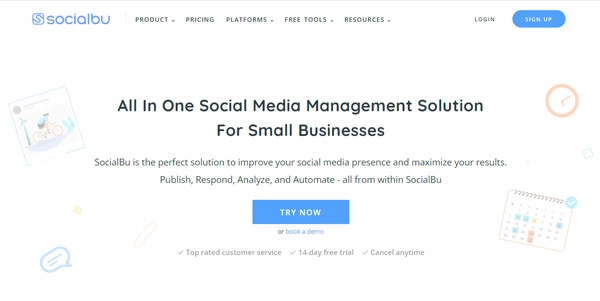 socialbu
PRODUCT PRICING PLATFORMS FREE TOOLS RESOURCES LOGIN SIGN UP
All In One Social Media Management Solution
For Small Businesses
SocialBu is the perfect solution to improve your social media presence and maximize your results.
Publish, Respond, Analyze, and Automate - all from within SocialBu
TRY NOW
or book a demo
✓ Top rated customer service ✓ 14-day free trial ✓ Cancel anytime